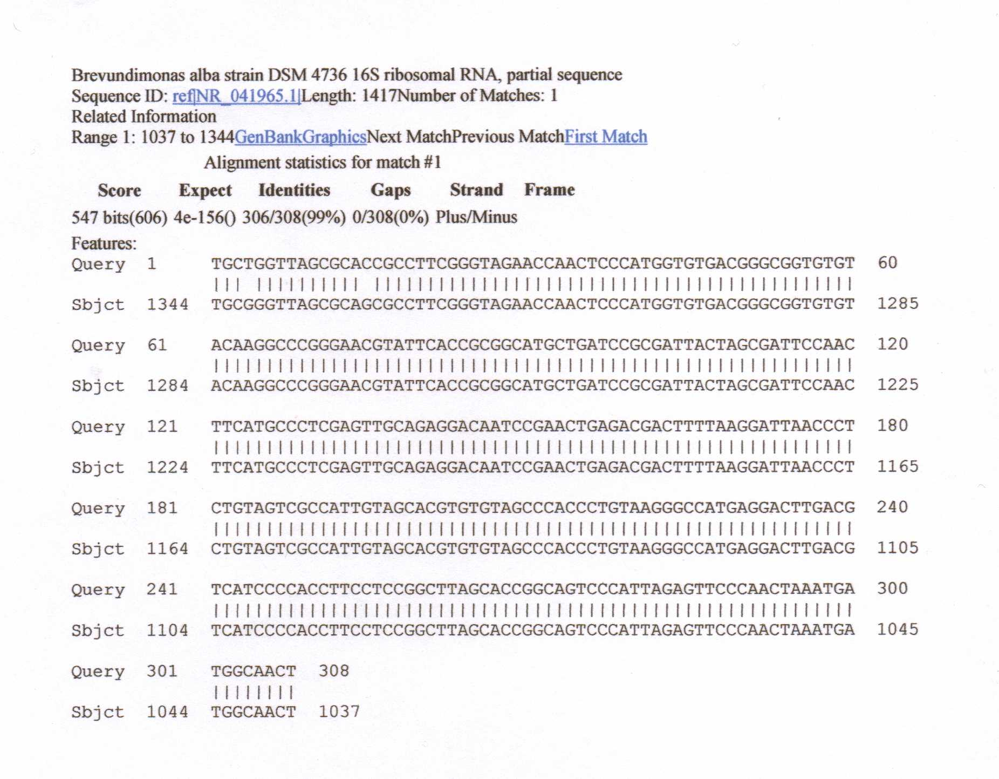 Brevundimonas alba strain DSM 4736 16S ribosomal RNA, partial sequence
Sequence ID: ref|NR_041965.1|Length: 1417Number of Matches: 1
Related Information
Range 1: 1037 to 1344GenBankGraphicsNext MatchPrevious MatchFirst Match
Alignment statistics for match #1
Score Expect Identities Gaps Strand Frame
547 bits(606) 4e-156() 306/308(99%) 0/308(0%) Plus/Minus
Features:
Query 1 TGCTGGTTAGCGCACCGCCTTCGGGTAGAACCAACTCCCATGGTGTGACGGGCGGTGTGT 60
||| |||||||||| |||||||||||||||||||||||||||||||||||||||||||||
Sbjct 1344 TGCGGGTTAGCGCAGCGCCTTCGGGTAGAACCAACTCCCATGGTGTGACGGGCGGTGTGT 1285
Query 61 ACAAGGCCCGGGAACGTATTCACCGCGGCATGCTGATCCGCGATTACTAGCGATTCCAAC 120
||||||||||||||||||||||||||||||||||||||||||||||||||||||||||||
Sbjct 1284 ACAAGGCCCGGGAACGTATTCACCGCGGCATGCTGATCCGCGATTACTAGCGATTCCAAC 1225
Query 121 TTCATGCCCTCGAGTTGCAGAGGACAATCCGAACTGAGACGACTTTTAAGGATTAACCCT 180
||||||||||||||||||||||||||||||||||||||||||||||||||||||||||||
Sbjct 1224 TTCATGCCCTCGAGTTGCAGAGGACAATCCGAACTGAGACGACTTTTAAGGATTAACCCT 1165
Query 181 CTGTAGTCGCCATTGTAGCACGTGTGTAGCCCACCCTGTAAGGGCCATGAGGACTTGACG 240
||||||||||||||||||||||||||||||||||||||||||||||||||||||||||||
Sbjct 1164 CTGTAGTCGCCATTGTAGCACGTGTGTAGCCCACCCTGTAAGGGCCATGAGGACTTGACG 1105
Query 241 TCATCCCCACCTTCCTCCGGCTTAGCACCGGCAGTCCCATTAGAGTTCCCAACTAAATGA 300
||||||||||||||||||||||||||||||||||||||||||||||||||||||||||||
Sbjct 1104 TCATCCCCACCTTCCTCCGGCTTAGCACCGGCAGTCCCATTAGAGTTCCCAACTAAATGA 1045
Query 301 TGGCAACT 308
||||||||
Sbjct 1044 TGGCAACT 1037